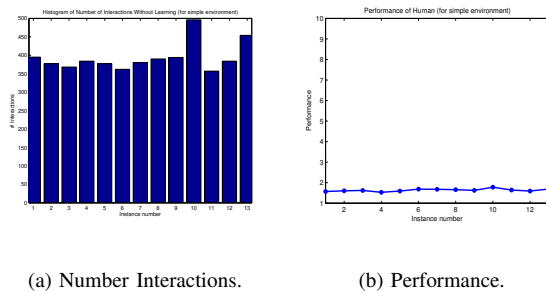 Histogram of Number of Interactions Without Learning (for simple environment)
500
450
400
350
300
250
200
150
100
50
0
# Interactions
1 2 3 4 5 6 7 8 9 10 11 12 13
Instance number
(a) Number Interactions.
Performance of Human (for simple environment)
10
9
8
7
6
5
4
3
2
1
Performance
2 4 6 8 10 12
Instance number
(b) Performance.